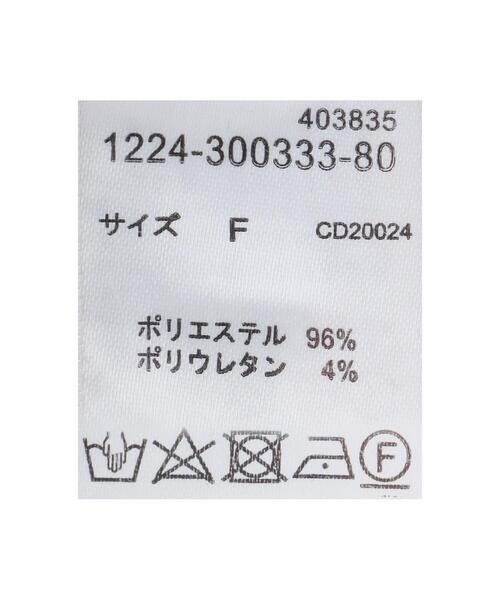 403835
1224-300333-80
サイズ F CD20024
ポリエステル 96%
ポリウレタン 4%
F